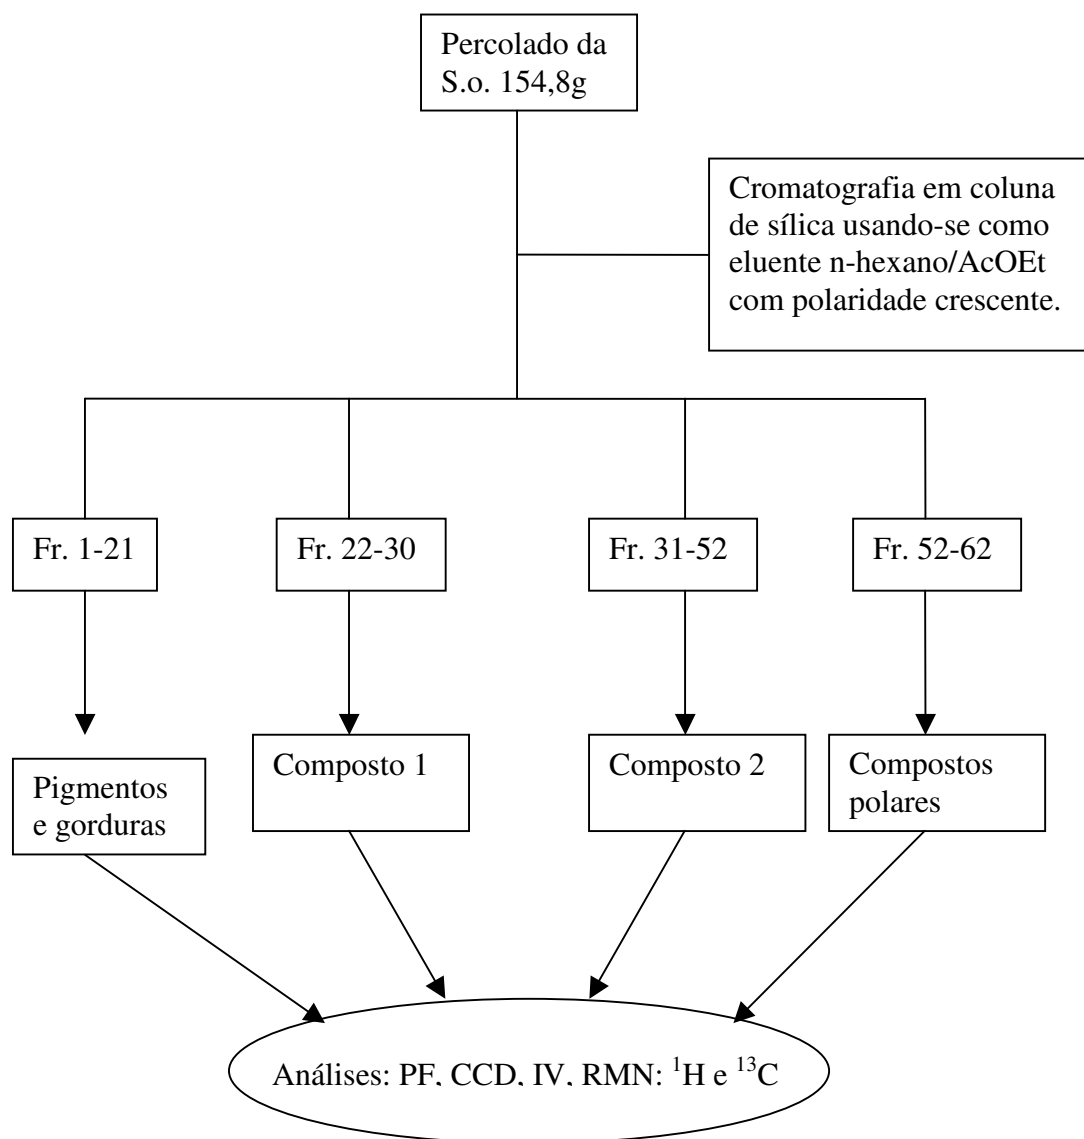 Percolado da
S.o. 154,8g
Cromatografia em coluna
de sílica usando-se como
eluente n-hexano/AcOEt
com polaridade crescente.
Fr. 1-21
Fr. 22-30
Fr. 31-52
Fr. 52-62
Pigmentos
e gorduras
Composto 1
Composto 2
Compostos
polares
Análises: PF, CCD, IV, RMN: ¹H e ¹³C